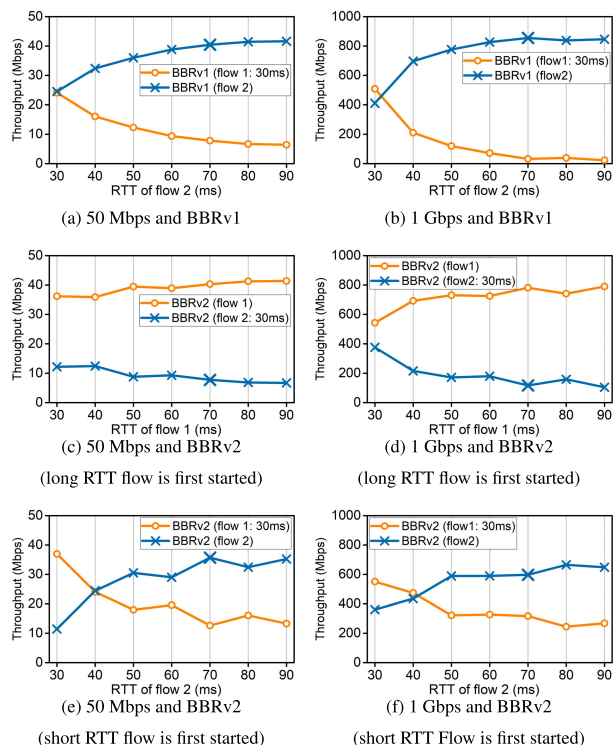 50
40
30
20
10
0
Throughput (Mbps)
BBRv1 (flow 1: 30ms)
BBRv1 (flow 2)
30 40 50 60 70 80 90
RTT of flow 2 (ms)
(a) 50 Mbps and BBRv1
1000
800
600
400
200
0
Throughput (Mbps)
BBRv1 (flow1: 30ms)
BBRv1 (flow2)
30 40 50 60 70 80 90
RTT of flow 2 (ms)
(b) 1 Gbps and BBRv1
50
40
30
20
10
0
Throughput (Mbps)
BBRv2 (flow 1)
BBRv2 (flow 2: 30ms)
30 40 50 60 70 80 90
RTT of flow 1 (ms)
(c) 50 Mbps and BBRv2
(long RTT flow is first started)
1000
800
600
400
200
0
Throughput (Mbps)
BBRv2 (flow1)
BBRv2 (flow2: 30ms)
30 40 50 60 70 80 90
RTT of flow 1 (ms)
(d) 1 Gbps and BBRv2
(long RTT flow is first started)
50
40
30
20
10
0
Throughput (Mbps)
BBRv2 (flow 1: 30ms)
BBRv2 (flow 2)
30 40 50 60 70 80 90
RTT of flow 2 (ms)
(e) 50 Mbps and BBRv2
(short RTT flow is first started)
1000
800
600
400
200
0
Throughput (Mbps)
BBRv2 (flow1: 30ms)
BBRv2 (flow2)
30 40 50 60 70 80 90
RTT of flow 2 (ms)
(f) 1 Gbps and BBRv2
(short RTT Flow is first started)